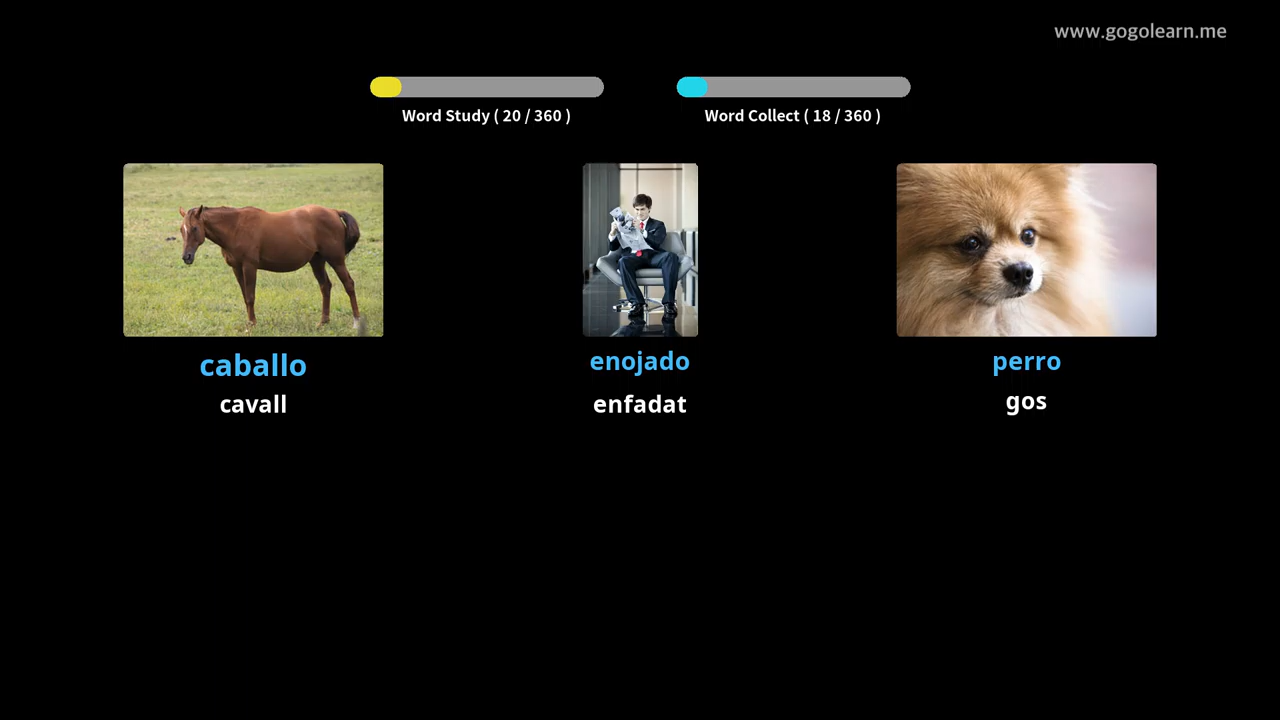 www.gogolearn.me
Word Study ( 20 / 360 )
Word Collect ( 18 / 360 )
caballo
cavall
enojado
enfadat
perro
gos